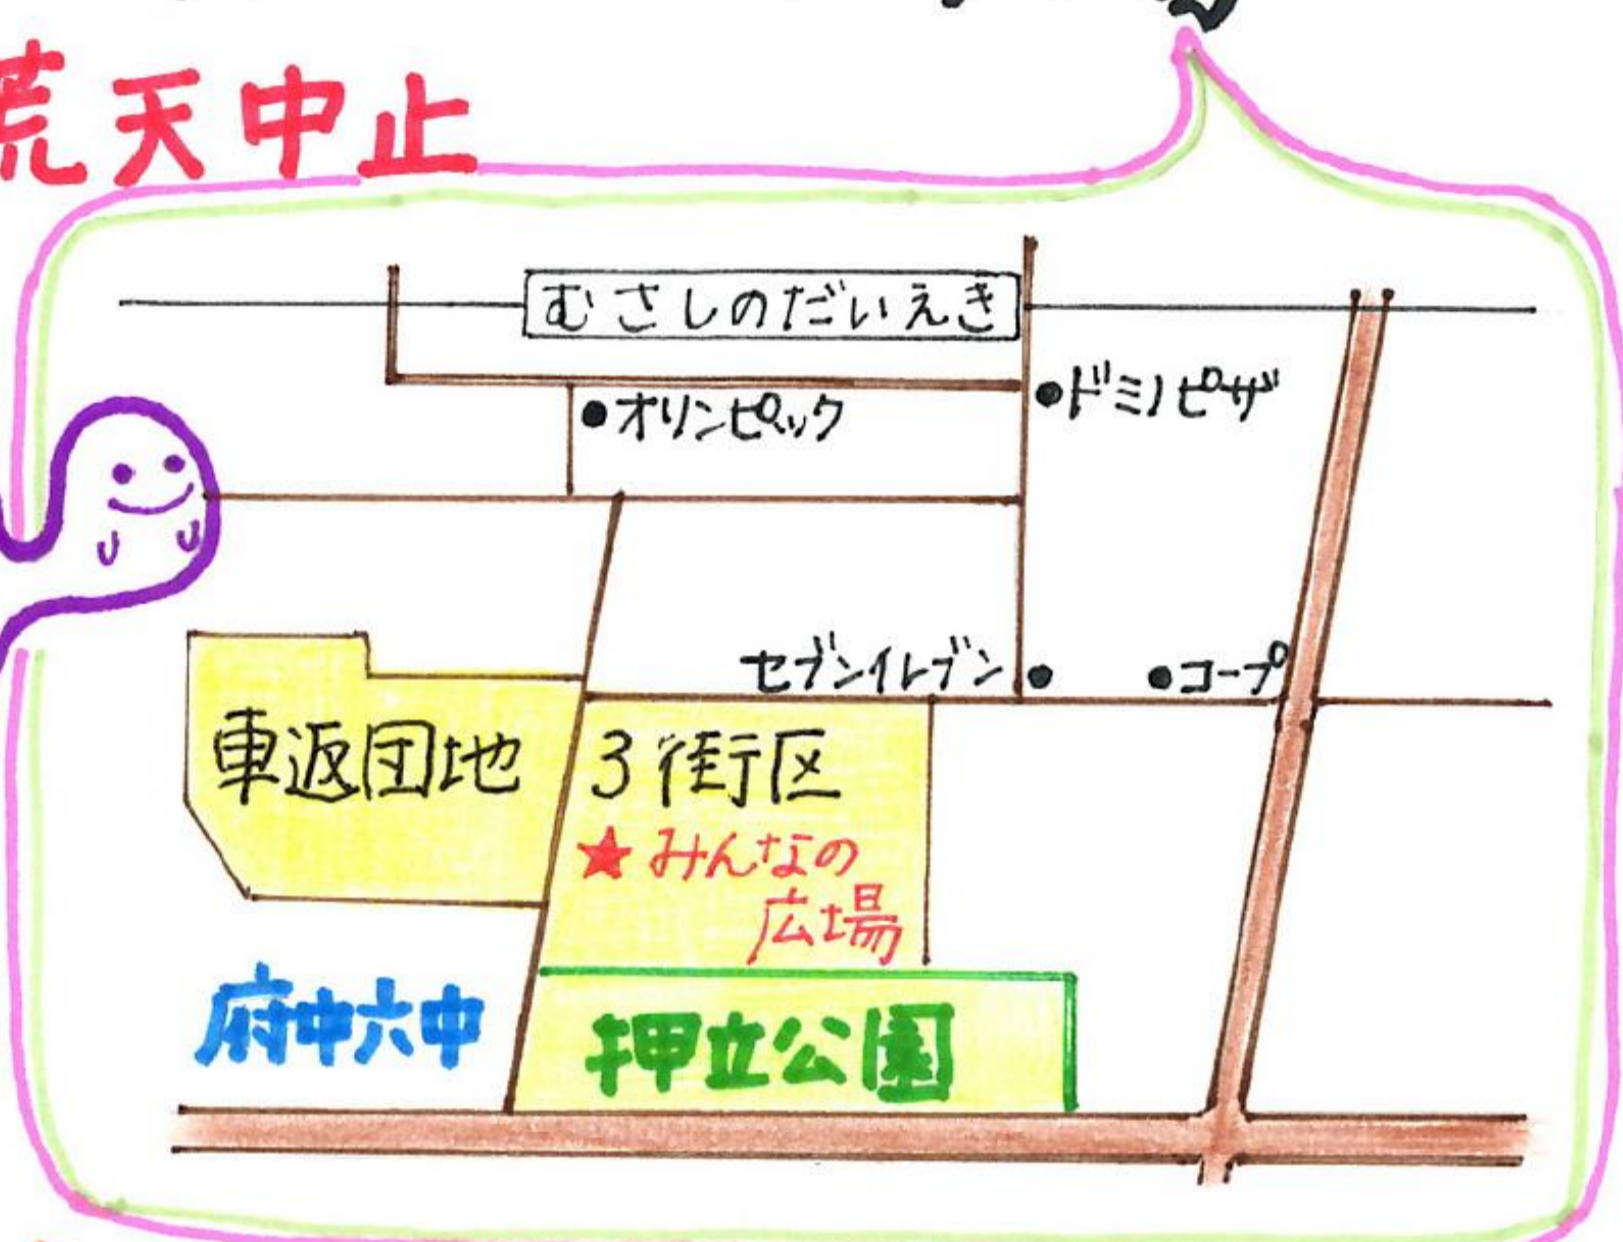 荒天中止
むさしのだいえき
オリンピック
ドミノピザ
セブンイレブン
コープ
車返団地
3街区
★みんなの
広場
府中六中
押立公園